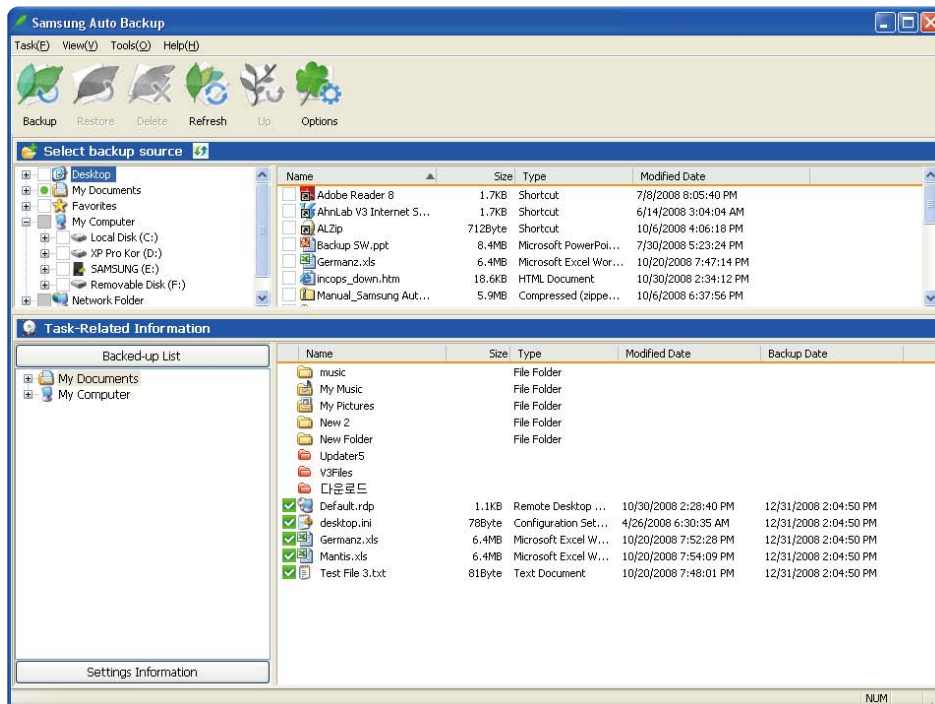 Samsung Auto Backup
Task(F) View(V) Tools(O) Help(H)
Backup Restore Delete Refresh Up Options
Select backup source
Desktop
My Documents
Favorites
My Computer
Local Disk (C:)
XP Pro Kor (D:)
SAMSUNG (E:)
Removable Disk (F:)
Network Folder
Name Size Type Modified Date
Adobe Reader 8 1.7KB Shortcut 7/8/2008 8:05:40 PM
AhnLab V3 Internet S... 1.7KB Shortcut 6/14/2008 3:04:04 AM
ALZip 712Byte Shortcut 10/6/2008 4:06:18 PM
Backup SW.ppt 8.4MB Microsoft PowerPoi... 7/30/2008 5:23:24 PM
Germanz.xls 6.4MB Microsoft Excel Wor... 10/20/2008 7:47:14 PM
incops_down.htm 18.6KB HTML Document 10/30/2008 2:34:12 PM
Manual_Samsung Aut... 5.9MB Compressed (zippe... 10/6/2008 6:37:56 PM
Task-Related Information
Backed-up List
My Documents
My Computer
Settings Information
Name Size Type Modified Date Backup Date
music File Folder
My Music File Folder
My Pictures File Folder
New 2 File Folder
New Folder File Folder
Updater5
V3Files
다운로드
Default.rdp 1.1KB Remote Desktop ... 10/30/2008 2:28:40 PM 12/31/2008 2:04:50 PM
desktop.ini 78Byte Configuration Set... 4/26/2008 6:30:35 AM 12/31/2008 2:04:50 PM
Germanz.xls 6.4MB Microsoft Excel W... 10/20/2008 7:52:28 PM 12/31/2008 2:04:50 PM
Mantis.xls 6.4MB Microsoft Excel W... 10/20/2008 7:54:09 PM 12/31/2008 2:04:50 PM
Test File 3.txt 81Byte Text Document 10/20/2008 7:48:01 PM 12/31/2008 2:04:50 PM
NUM